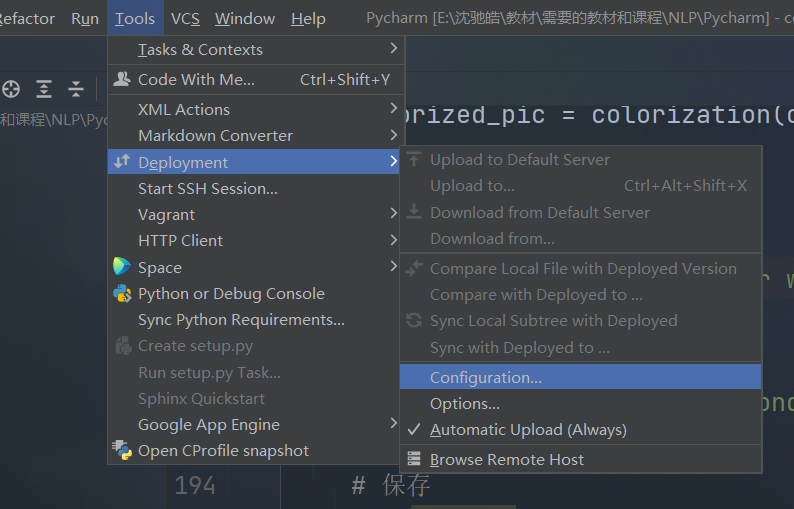 Refactor Run Tools VCS Window Help Pycharm [E:\沈驰皓\教材\需要的教材和课程\NLP\Pycharm] - c
Tasks & Contexts
Code With Me... Ctrl+Shift+Y
XML Actions
和课程\NLP\Pyc
Markdown Converter
rized_pic = colorization(
Deployment
Start SSH Session...
Vagrant
HTTP Client
Space
Python or Debug Console
Sync Python Requirements...
Create setup.py
Run setup.py Task...
Sphinx Quickstart
Google App Engine
Open CProfile snapshot
Upload to Default Server
Upload to... Ctrl+Alt+Shift+X
Download from Default Server
Download from...
Compare Local File with Deployed Version
Compare with Deployed to ...
Sync Local Subtree with Deployed
Sync with Deployed to ...
Configuration...
Options...
Automatic Upload (Always)
Browse Remote Host
194 # 保存